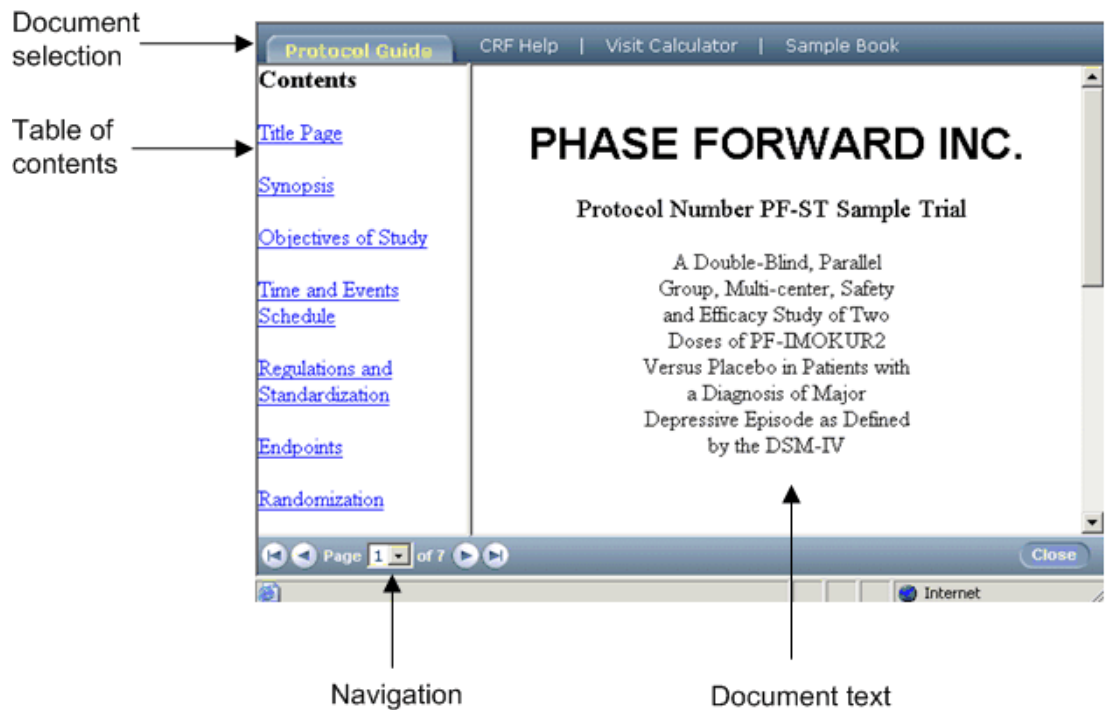 Document
selection
Protocol Guide CRF Help | Visit Calculator | Sample Book
Table of
contents
Contents
Title Page
Synopsis
Objectives of Study
Time and Events
Schedule
Regulations and
Standardization
Endpoints
Randomization
PHASE FORWARD INC.
Protocol Number PF-ST Sample Trial
A Double-Blind, Parallel
Group, Multi-center, Safety
and Efficacy Study of Two
Doses of PF-IMOKUR2
Versus Placebo in Patients with
a Diagnosis of Major
Depressive Episode as Defined
by the DSM-IV
Page 1 of 7
Close
Internet
Navigation
Document text